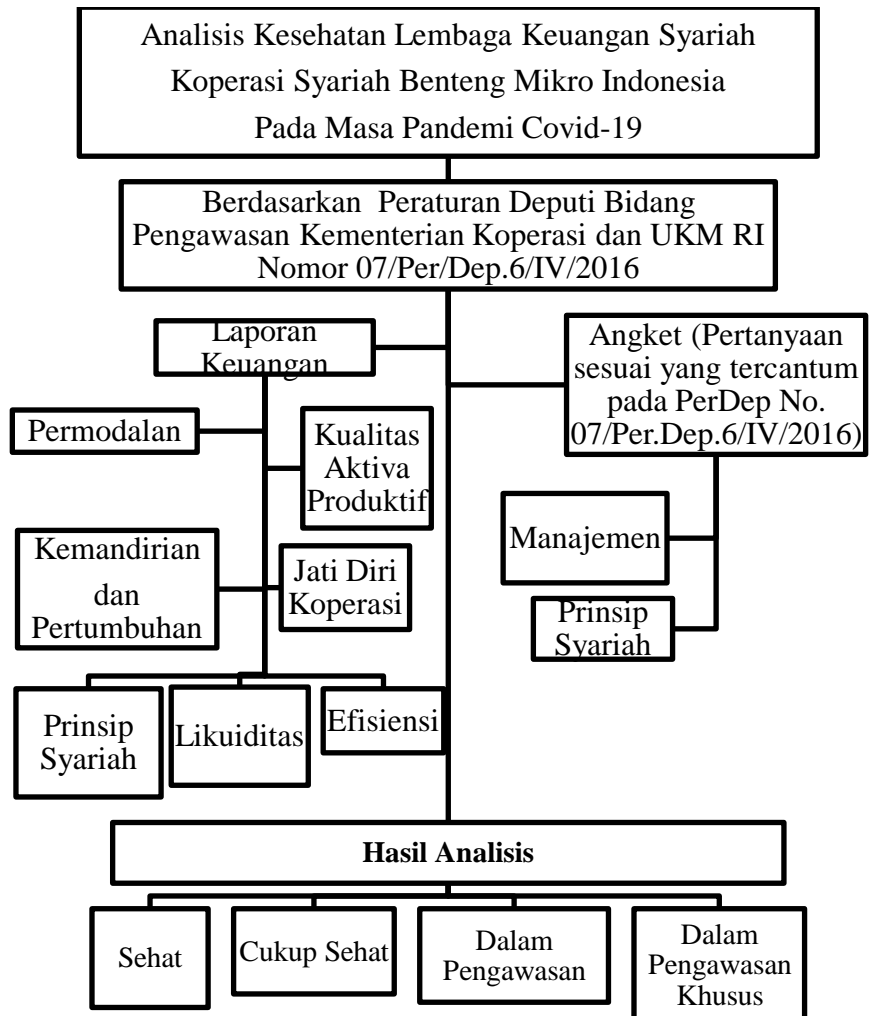 Analisis Kesehatan Lembaga Keuangan Syariah
Koperasi Syariah Benteng Mikro Indonesia
Pada Masa Pandemi Covid-19
Berdasarkan Peraturan Deputi Bidang
Pengawasan Kementerian Koperasi dan UKM RI
Nomor 07/Per/Dep.6/IV/2016
Laporan
Keuangan
Angket (Pertanyaan
sesuai yang tercantum
pada PerDep No.
07/Per.Dep.6/IV/2016)
Permodalan
Kualitas
Aktiva
Produktif
Kemandirian
dan
Pertumbuhan
Jati Diri
Koperasi
Manajemen
Prinsip
Syariah
Prinsip
Syariah
Likuiditas
Efisiensi
Hasil Analisis
Sehat
Cukup Sehat
Dalam
Pengawasan
Dalam
Pengawasan
Khusus